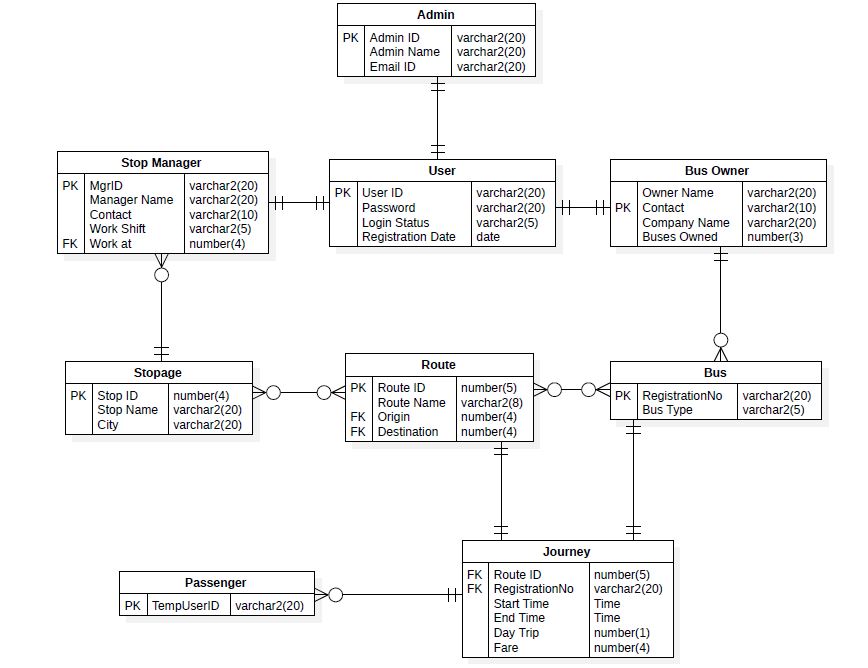 Admin
PK Admin ID varchar2(20)
Admin Name varchar2(20)
Email ID varchar2(20)
Stop Manager
PK MgrID varchar2(20)
Manager Name varchar2(20)
Contact varchar2(10)
Work Shift varchar2(5)
FK Work at number(4)
User
PK User ID varchar2(20)
Password varchar2(20)
Login Status varchar2(5)
Registration Date date
Bus Owner
Owner Name varchar2(20)
PK Contact varchar2(10)
Company Name varchar2(20)
Buses Owned number(3)
Stopage
PK Stop ID number(4)
Stop Name varchar2(20)
City varchar2(20)
Route
PK Route ID number(5)
Route Name varchar2(8)
FK Origin number(4)
FK Destination number(4)
Bus
PK RegistrationNo varchar2(20)
Bus Type varchar2(5)
Journey
FK Route ID number(5)
FK RegistrationNo varchar2(20)
Start Time Time
End Time Time
Day Trip number(1)
Fare number(4)
Passenger
PK TempUserID varchar2(20)